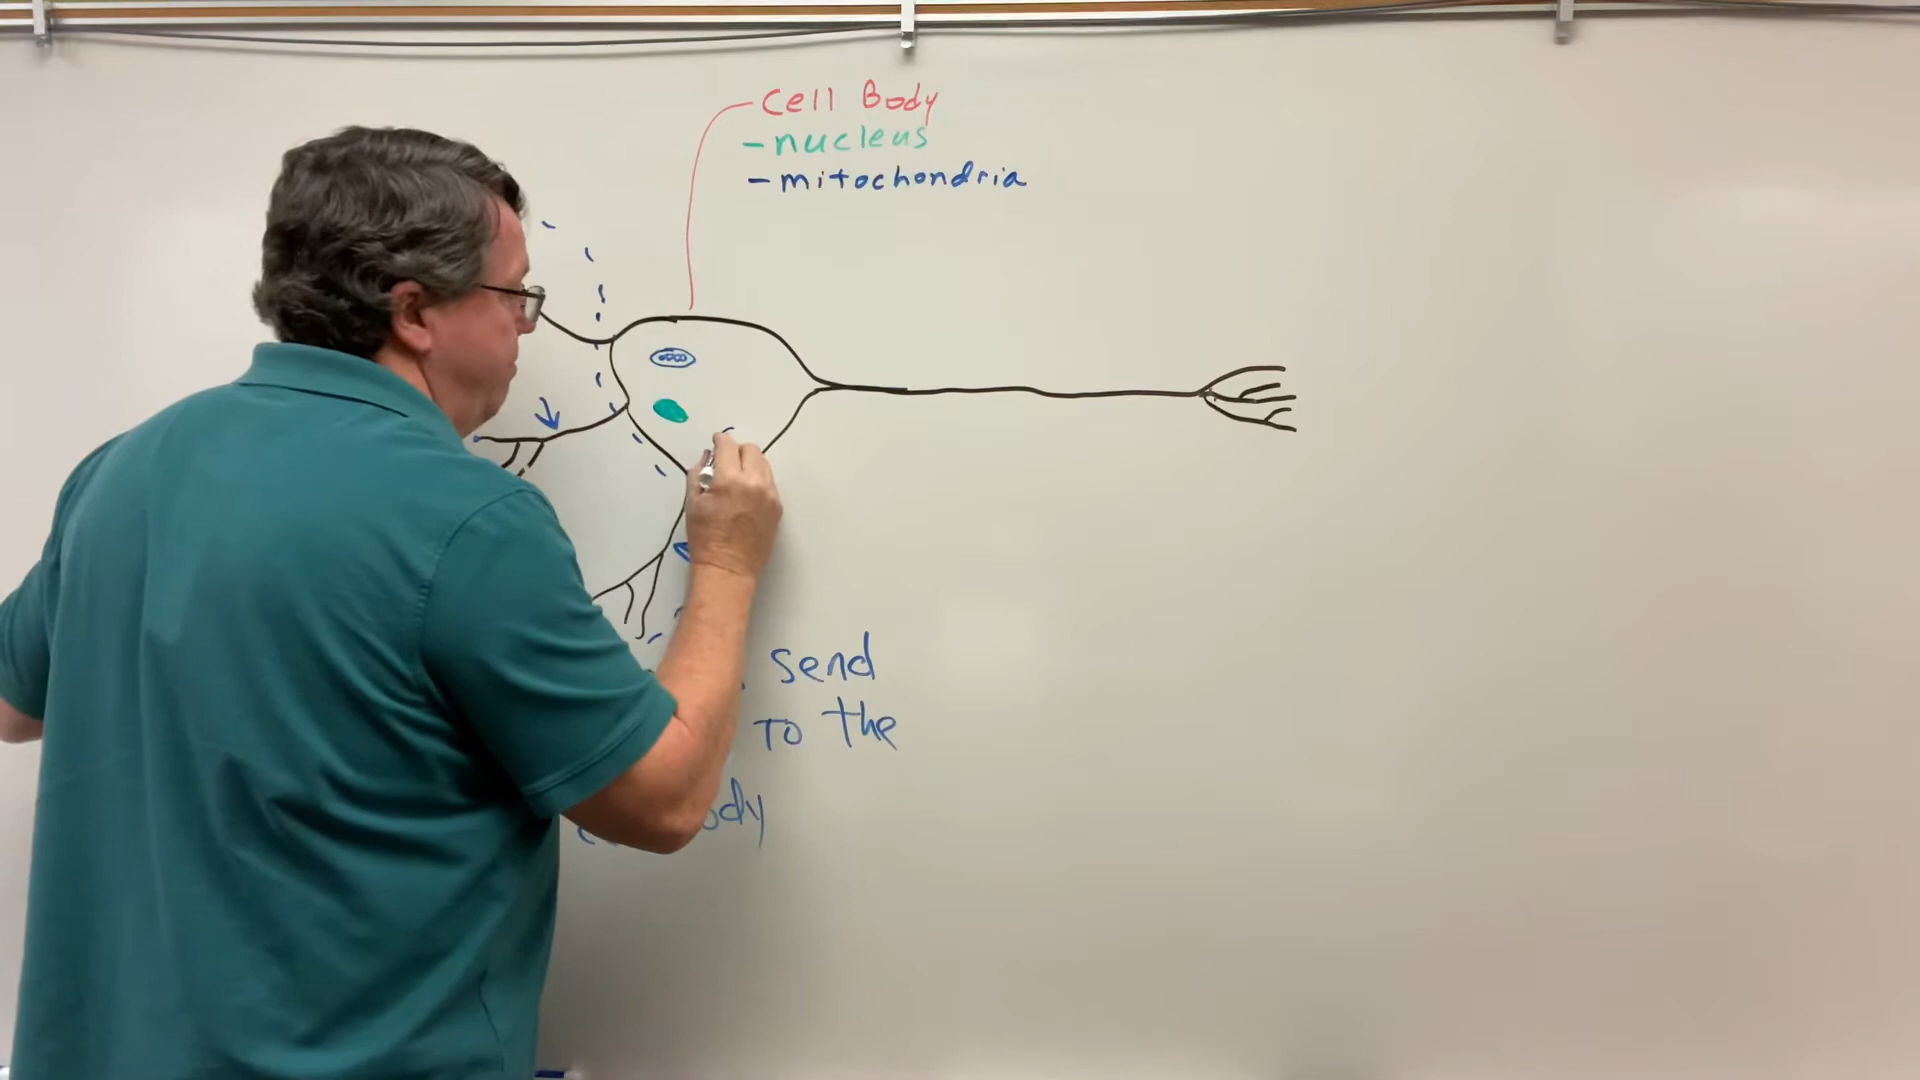 Cell Body
- nucleus
- mitochondria
send
to the